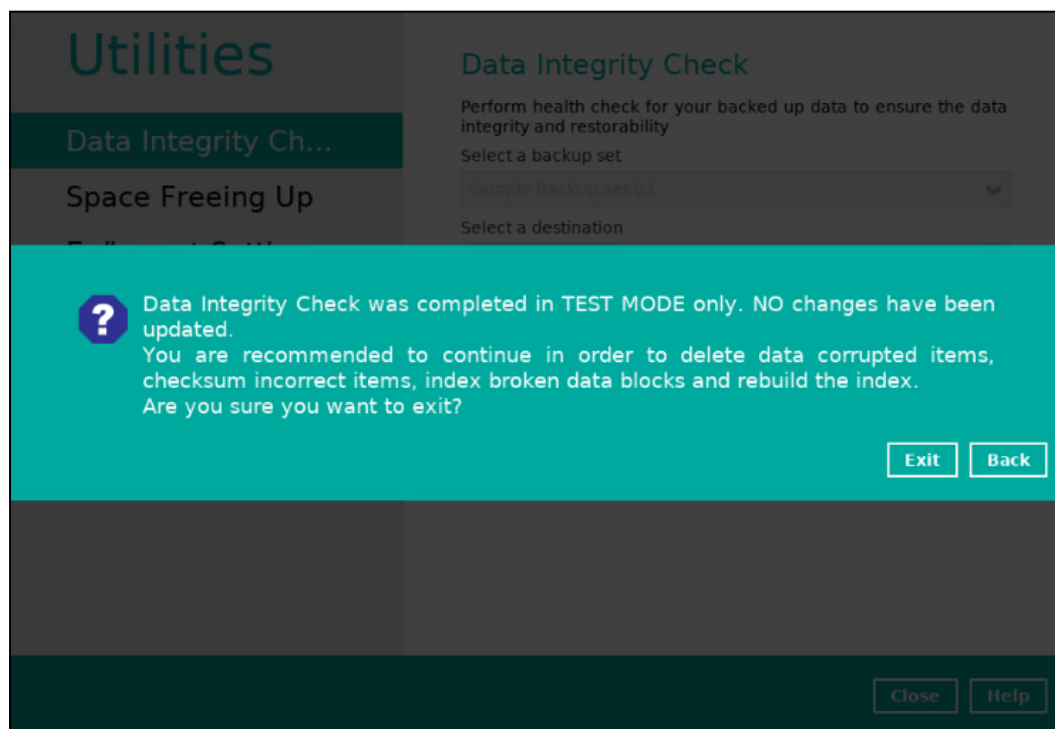 Utilities
Data Integrity Ch...
Space Freeing Up
Data Integrity Check
Perform health check for your backed up data to ensure the data
integrity and restorability
Select a backup set
Sample Backup Set 02
Select a destination
Data Integrity Check was completed in TEST MODE only. NO changes have been
updated.
You are recommended to continue in order to delete data corrupted items,
checksum incorrect items, index broken data blocks and rebuild the index.
Are you sure you want to exit?
Exit
Back
Close
Help